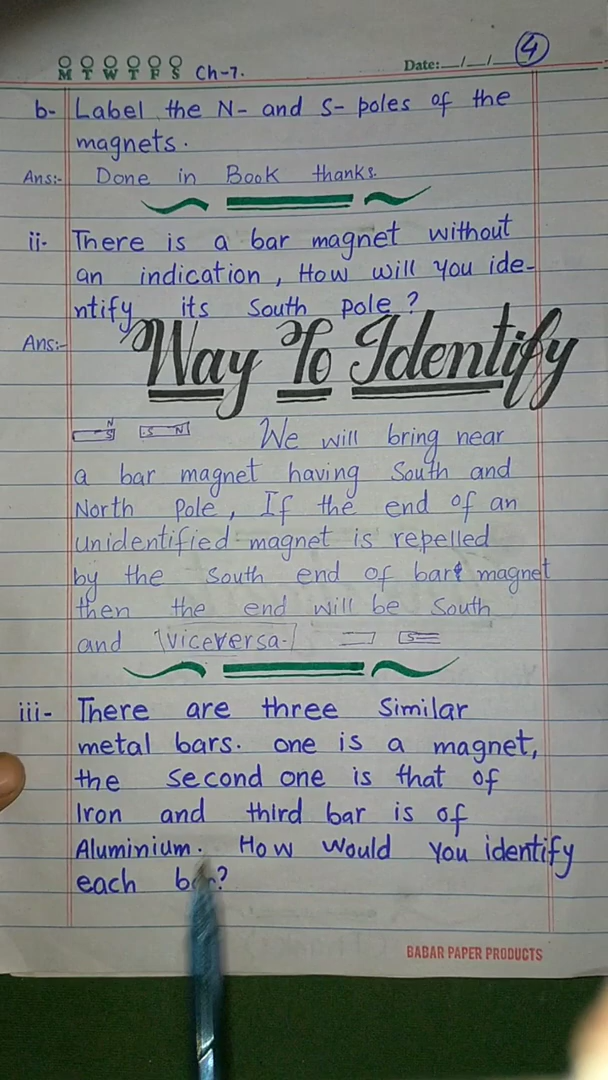 M T W T F S Ch-7. Date:__/__/__ 4
b- Label the N- and S- poles of the
magnets.
Ans:- Done in Book thanks.
ii- There is a bar magnet without
an indication, How will you ide-
ntify its South pole?
Ans:- Way To Identify
N S S N We will bring near
a bar magnet having South and
North Pole, If the end of an
unidentified magnet is repelled
by the south end of bar magnet
then the end will be South
and viceversa. S
iii- There are three Similar
metal bars. one is a magnet,
the second one is that of
Iron and third bar is of
Aluminium. How would you identify
each bar?
BABAR PAPER PRODUCTS